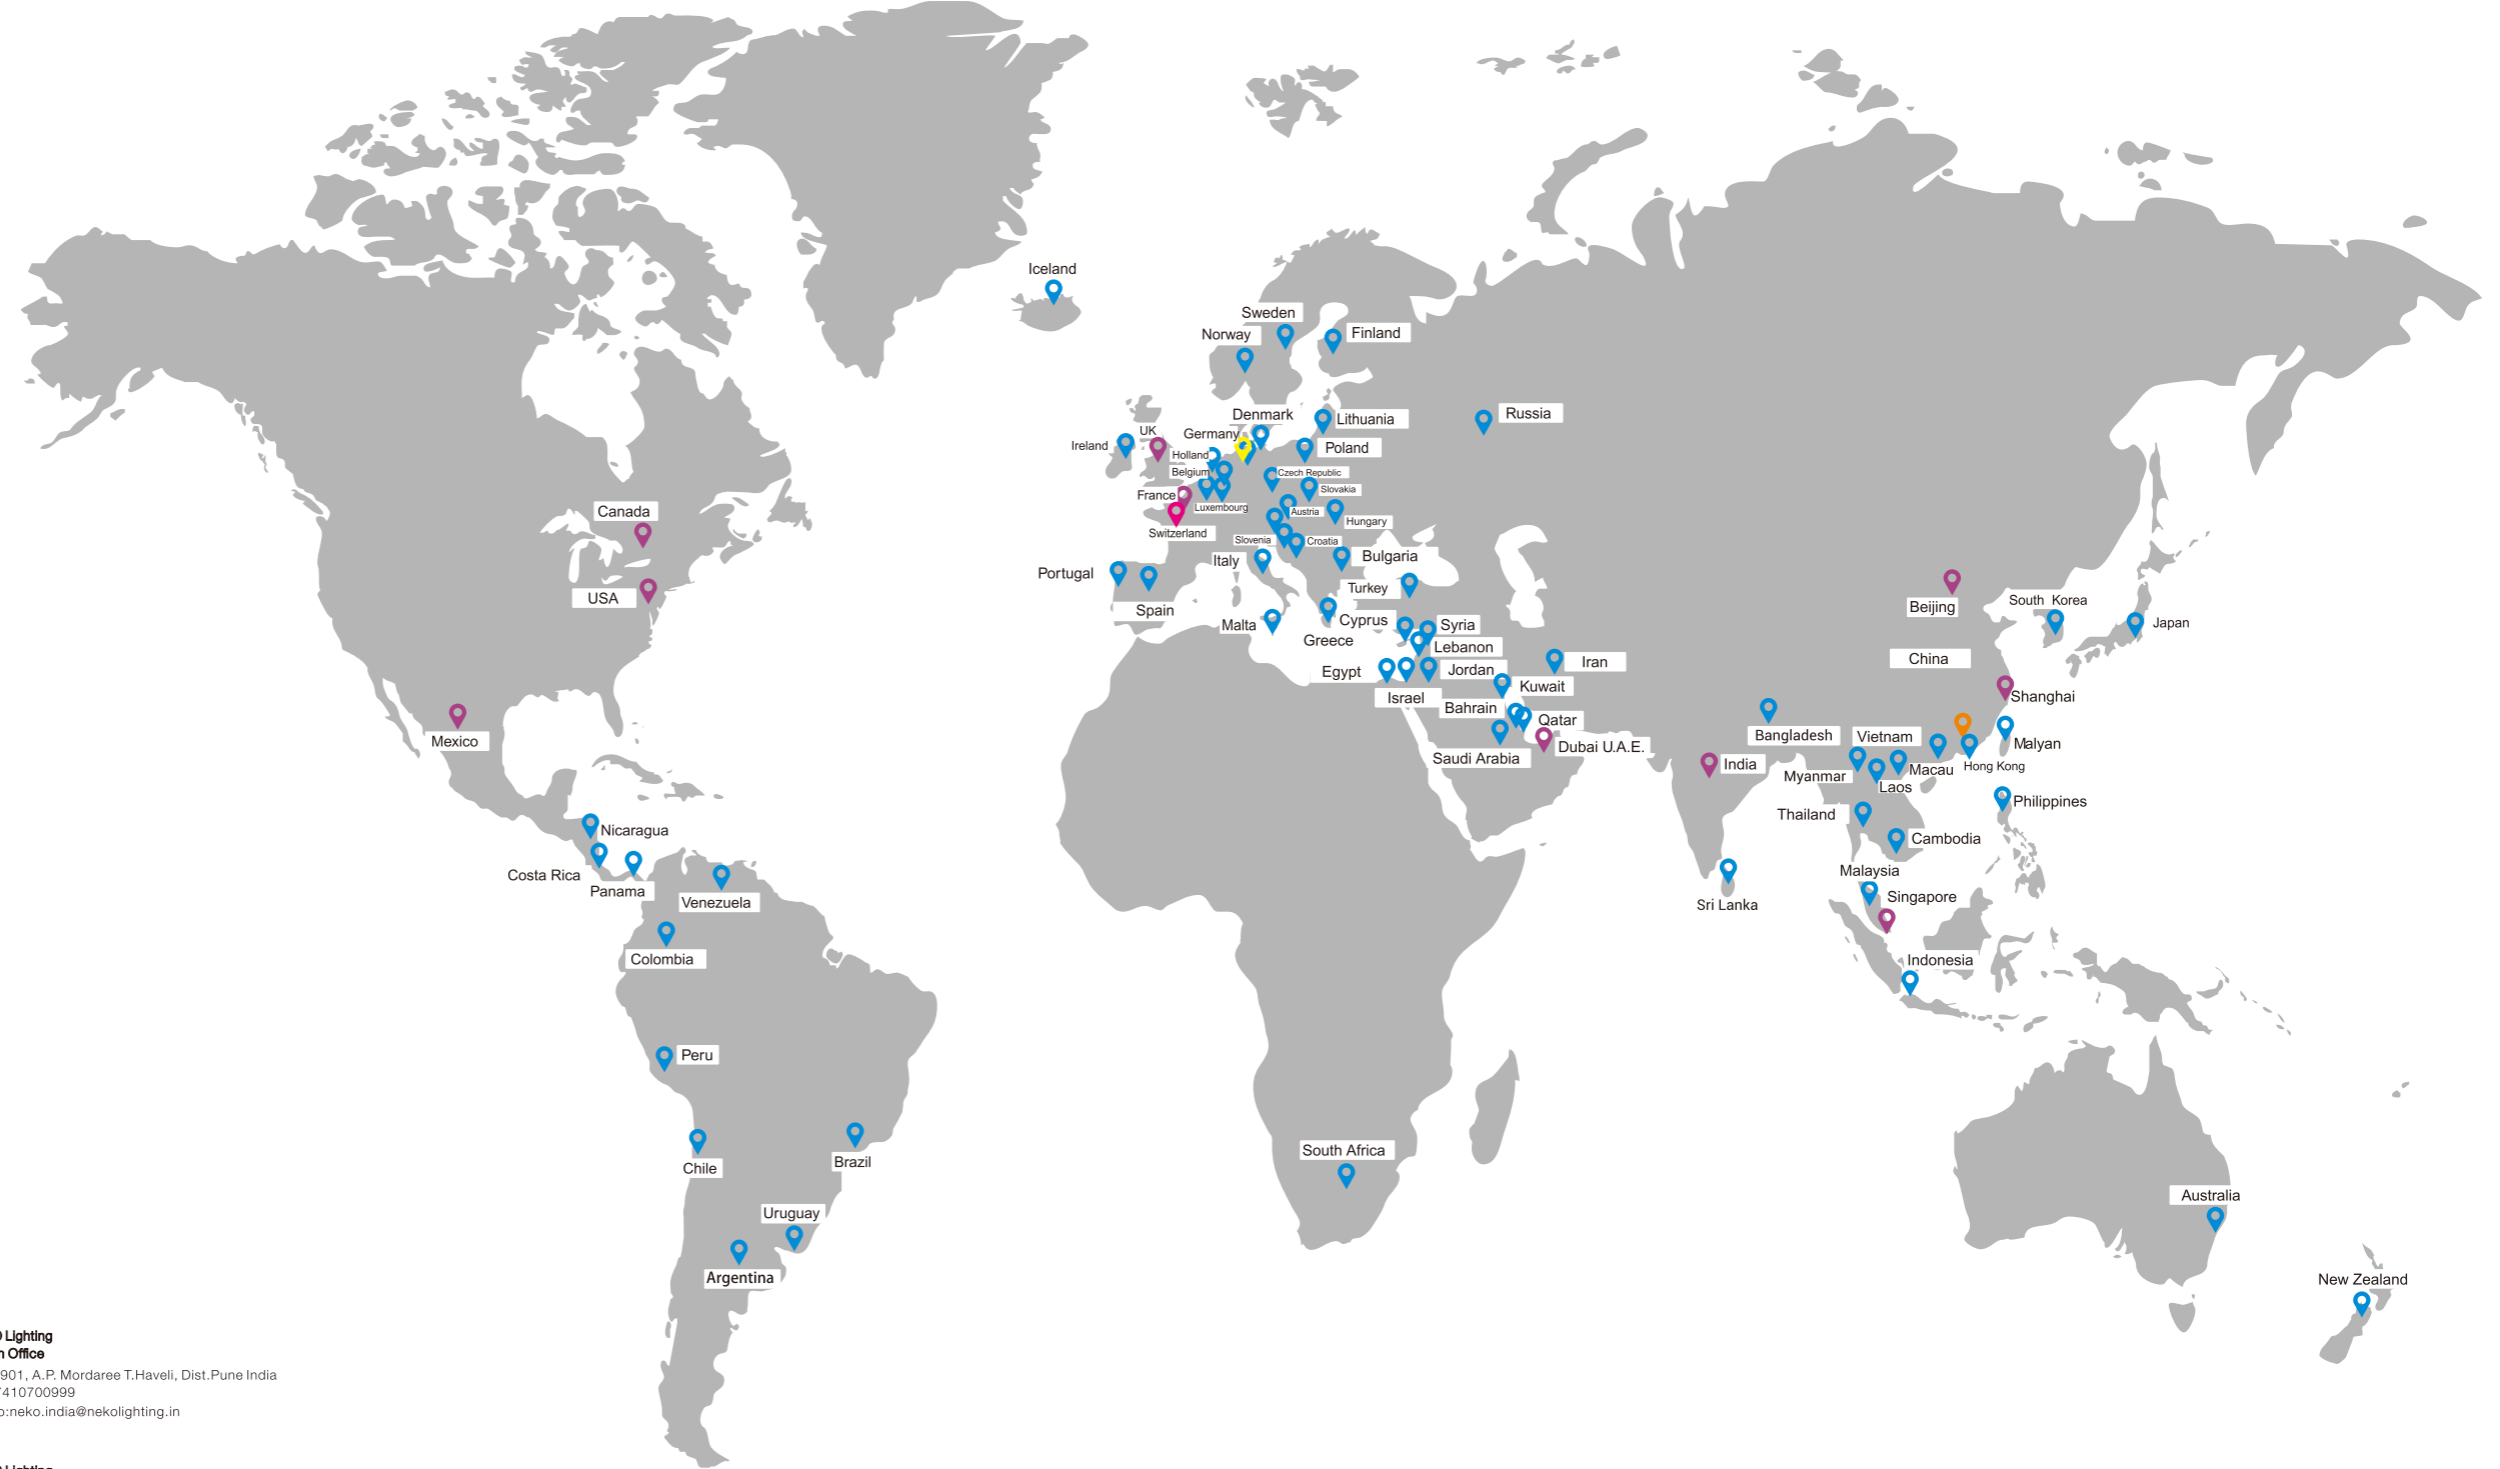 Iceland
Sweden
Norway
Finland
Denmark
Lithuania
Russia
UK
Germany
Ireland
Holland
Poland
Belgium
Czech Republic
Slovakia
France
Luxembourg
Austria
Hungary
Switzerland
Slovenia
Croatia
Italy
Bulgaria
Portugal
Spain
Turkey
Malta
Cyprus
Greece
Syria
Lebanon
Egypt
Jordan
Iran
Israel
Kuwait
Bahrain
Qatar
Saudi Arabia
Dubai U.A.E.
Canada
USA
Mexico
Nicaragua
Costa Rica
Panama
Venezuela
Colombia
Peru
Chile
Brazil
Uruguay
Argentina
South Africa
Beijing
South Korea
Japan
China
Shanghai
Bangladesh
Vietnam
Malyan
India
Myanmar
Macau
Hong Kong
Laos
Thailand
Philippines
Cambodia
Malaysia
Singapore
Sri Lanka
Indonesia
Australia
New Zealand
Lighting
Office
901, A.P. Mordaree T.Haveli, Dist.Pune India
7410700999
:neko.india@nekolighting.in